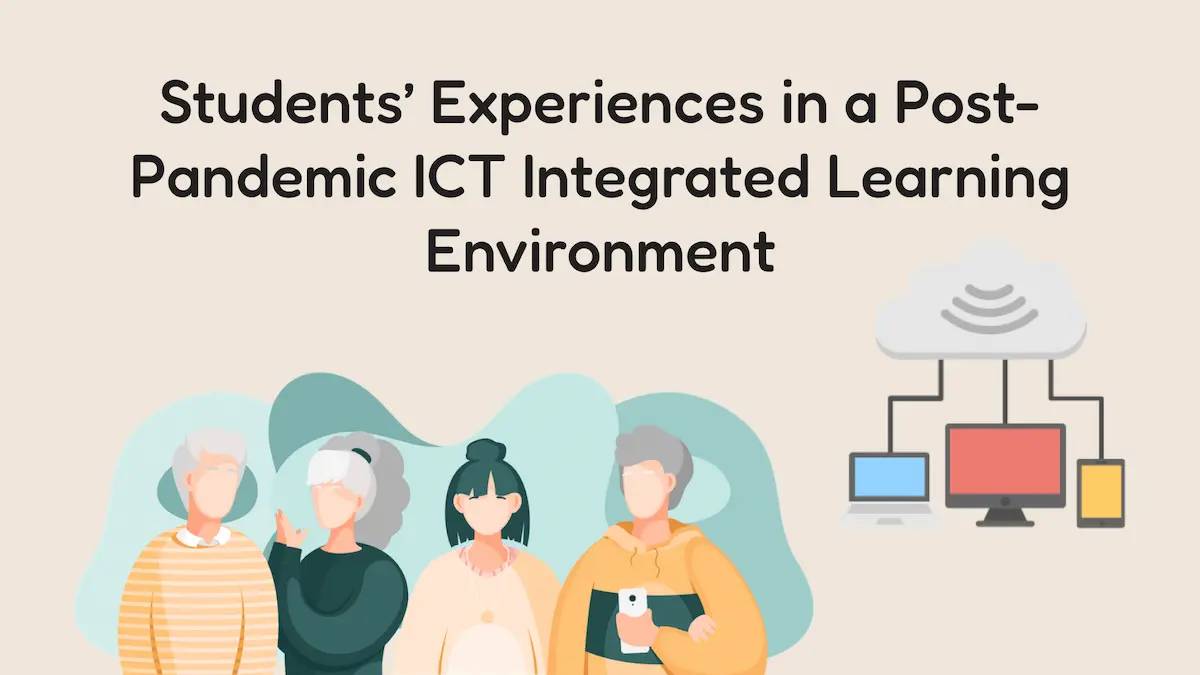 Students’ Experiences in a Post-
Pandemic ICT Integrated Learning
Environment